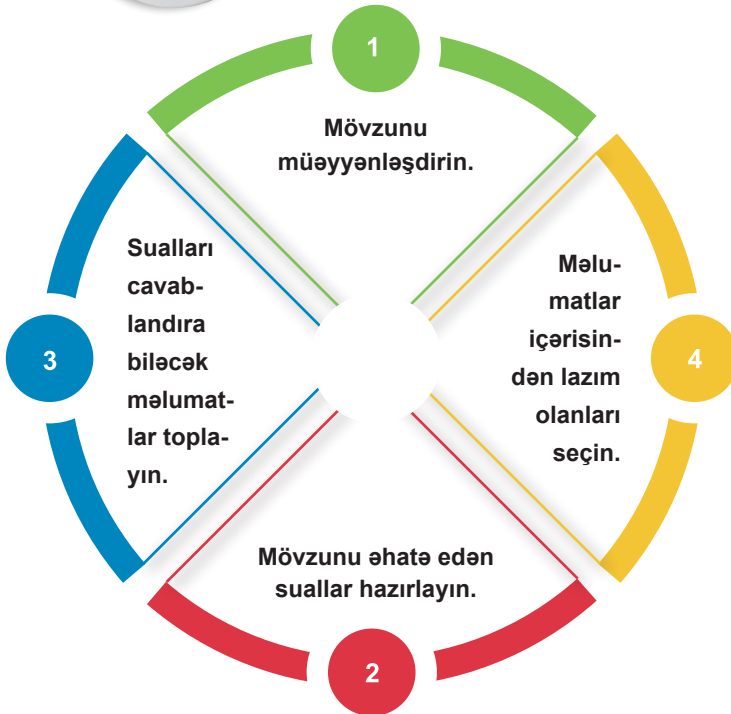 1
Mövzunu
müəyyənləşdirin.
2
Mövzunu əhatə edən
suallar hazırlayın.
3
Sualları
cavab-
landıra
biləcək
məlumat-
lar topla-
yın.
4
Məlu-
matlar
içərisin-
dən lazım
olanları
seçin.